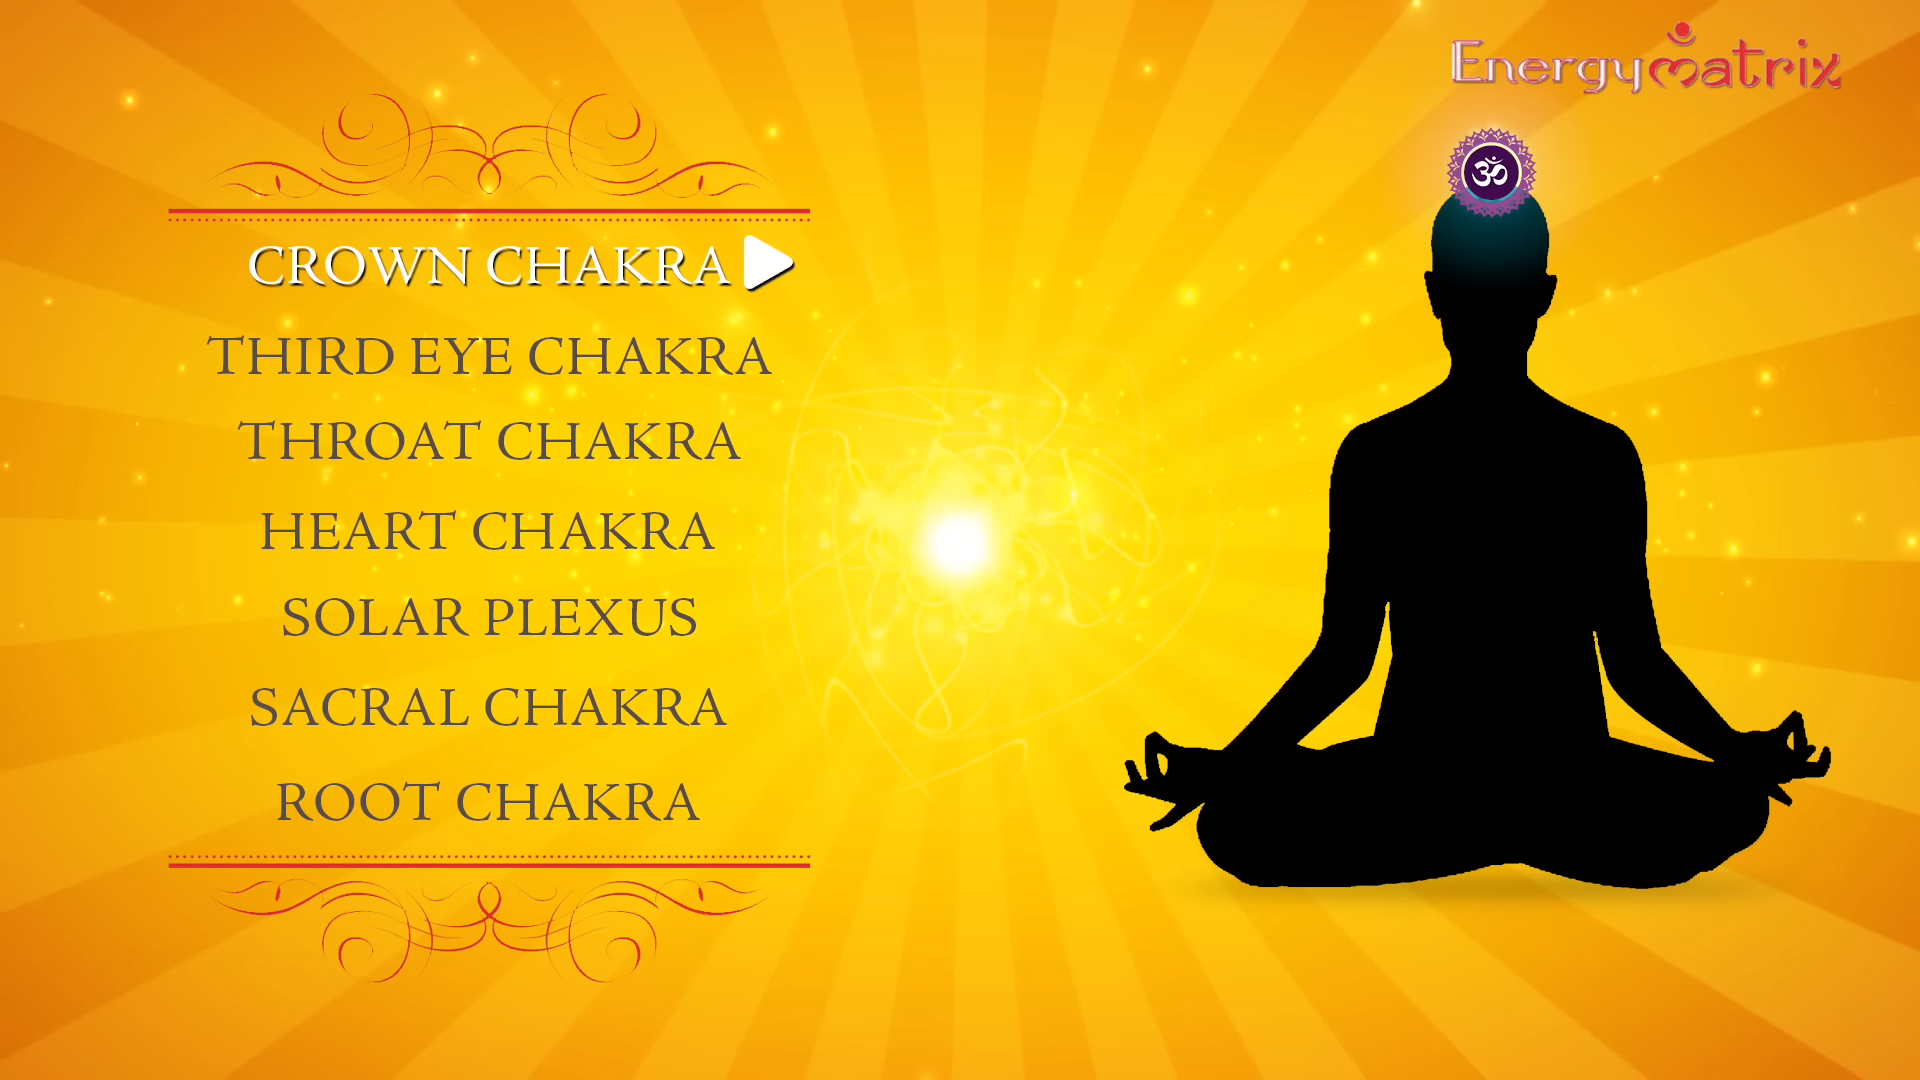 Energymatrix
ॐ
CROWN CHAKRA
THIRD EYE CHAKRA
THROAT CHAKRA
HEART CHAKRA
SOLAR PLEXUS
SACRAL CHAKRA
ROOT CHAKRA